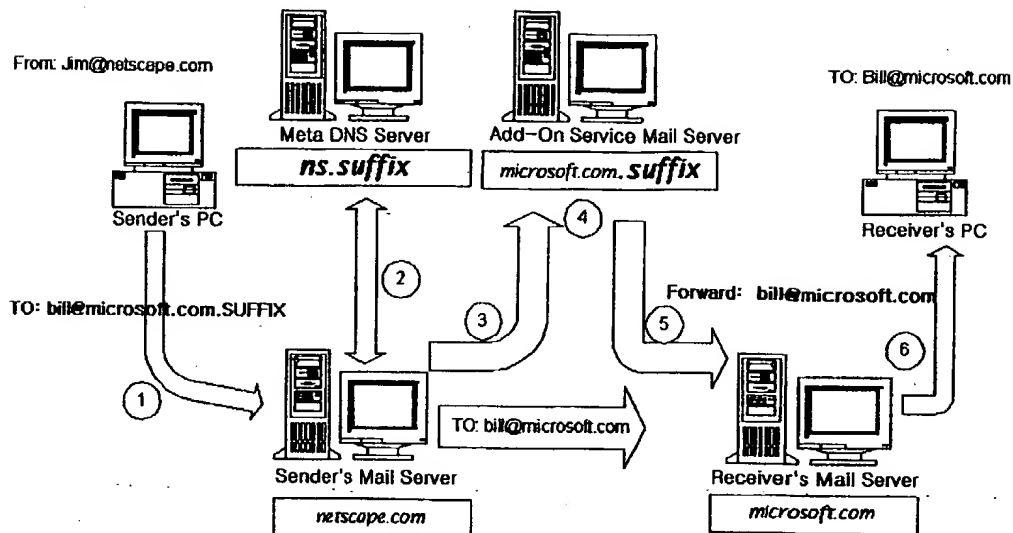 From: Jim@netscape.com
TO: Bill@microsoft.com
Meta DNS Server
Add-On Service Mail Server
ns.suffix
microsoft.com.suffix
Sender's PC
Receiver's PC
4
2
TO: bill@microsoft.com.SUFFIX
Forward: bill@microsoft.com
3
5
6
1
TO: bill@microsoft.com
Sender's Mail Server
Receiver's Mail Server
netscape.com
microsoft.com